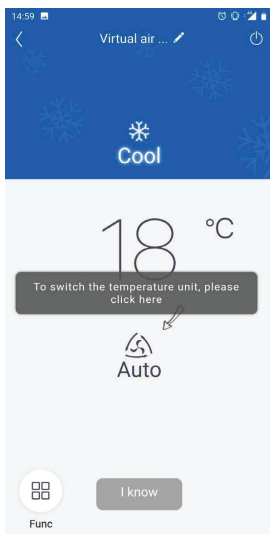 14:59
Virtual air ...
Cool
18 °C
To switch the temperature unit, please
click here
Auto
I know
Func